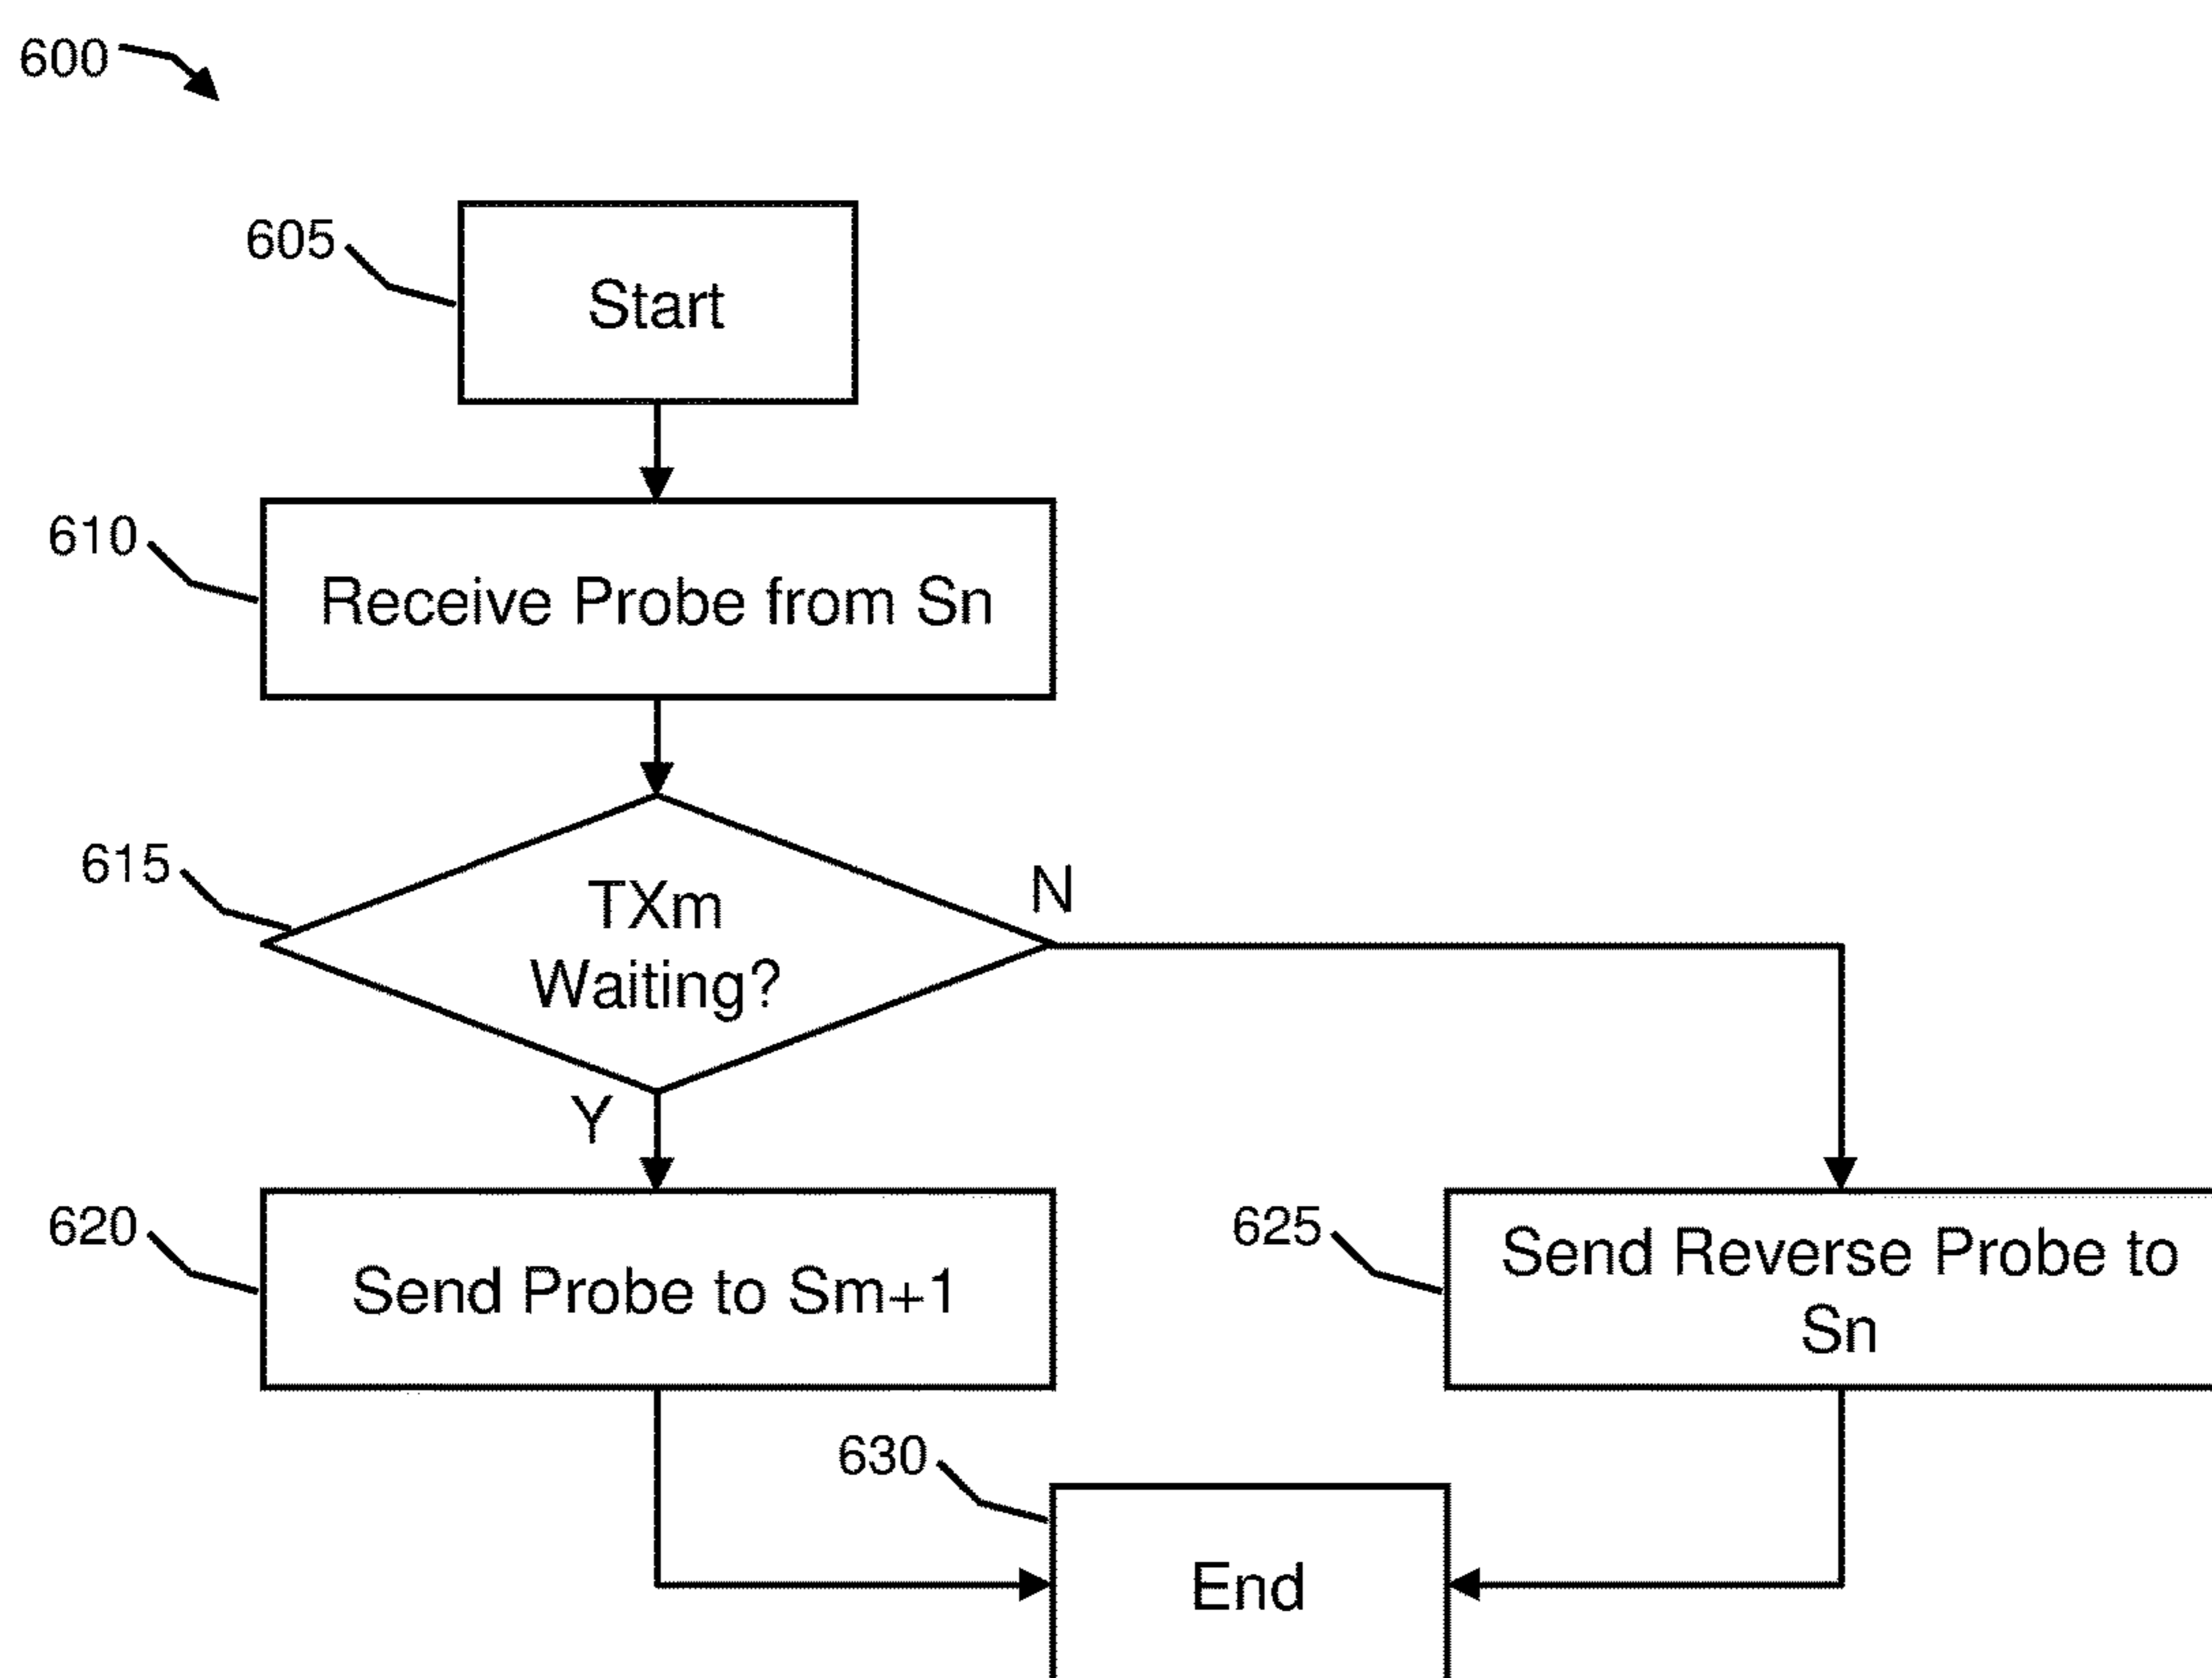 600
605
Start
610
Receive Probe from Sn
615
TXm
Waiting?
N
Y
620
Send Probe to Sm+1
625
Send Reverse Probe to
Sn
630
End